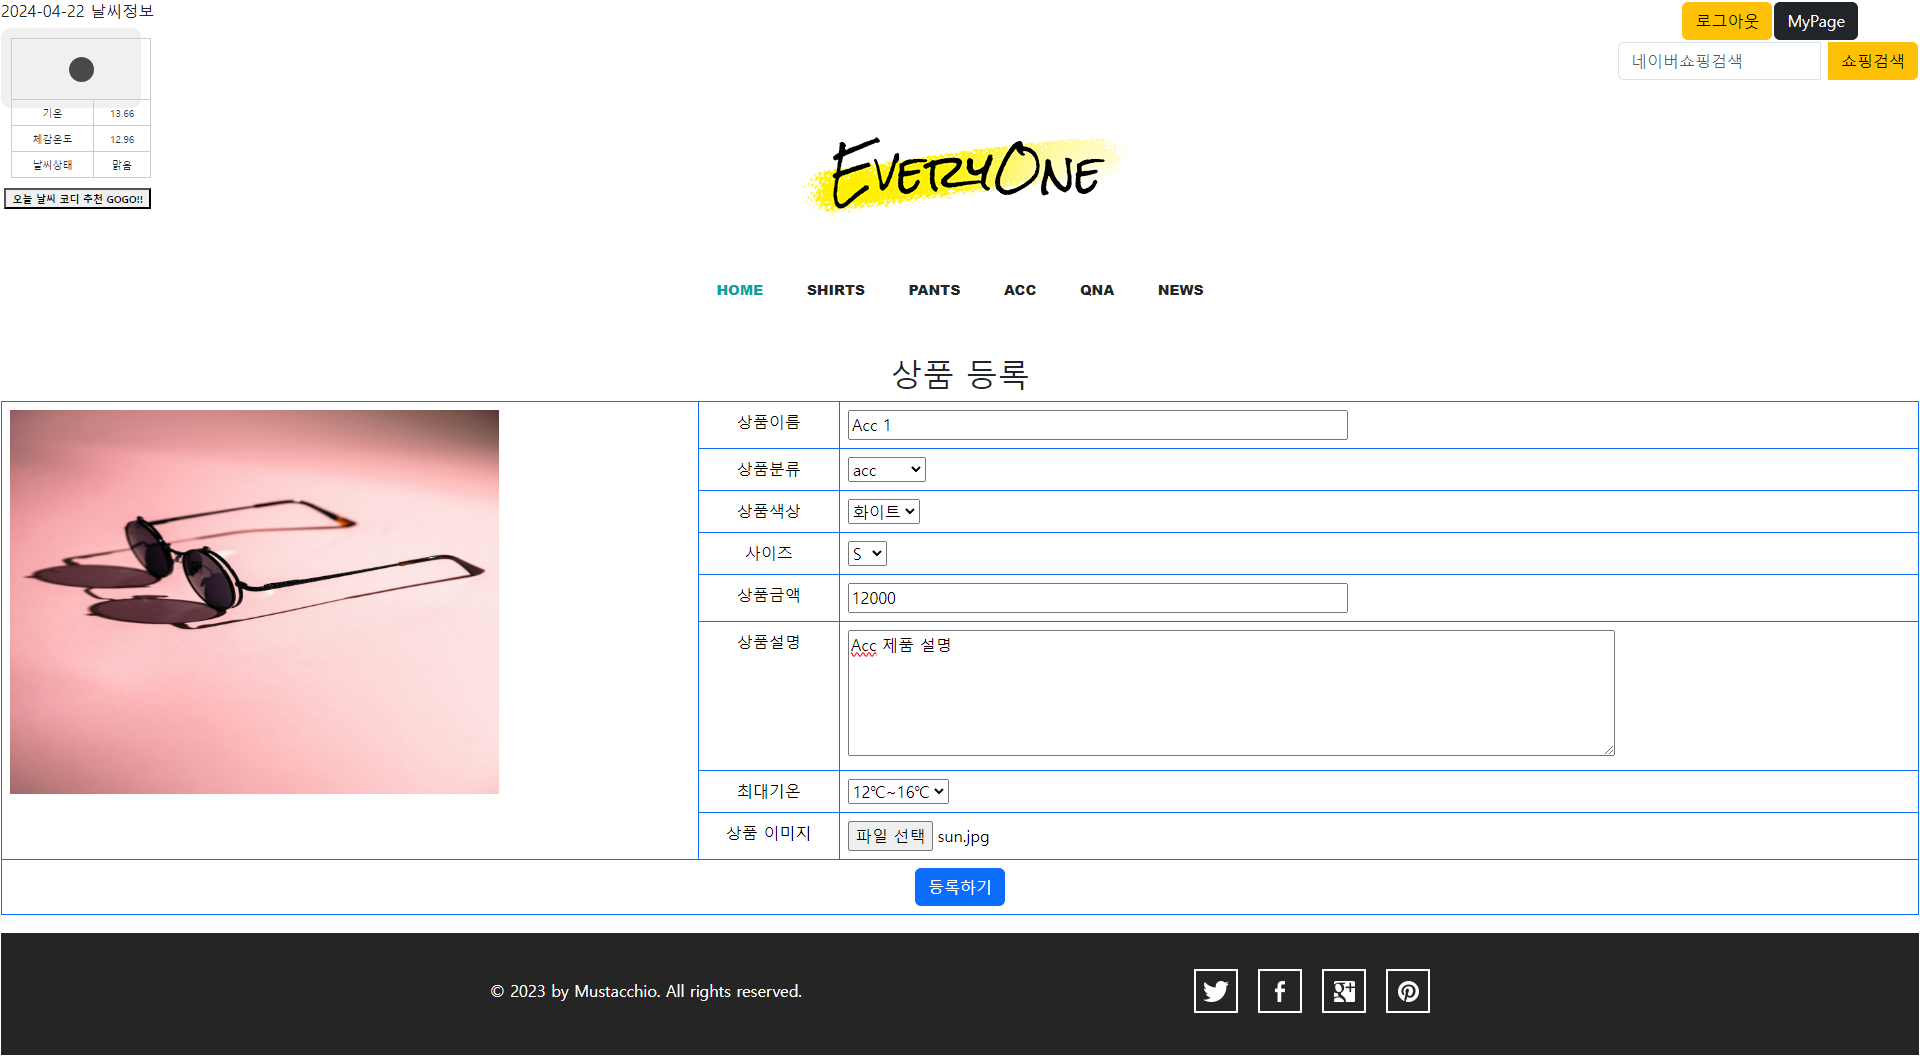 2024-04-22 날씨정보
로그아웃 MyPage
네이버쇼핑검색 쇼핑검색
기온 13.66
체감온도 12.96
날씨상태 맑음
오늘 날씨 코디 추천 GOGO!!
EVERYONE
HOME SHIRTS PANTS ACC QNA NEWS
상품 등록
상품이름 Acc 1
상품분류 acc
상품색상 화이트
사이즈 S
상품금액 12000
상품설명 Acc 제품 설명
최대기온 12℃~16℃
상품 이미지 파일 선택 sun.jpg
등록하기
© 2023 by Mustacchio. All rights reserved.